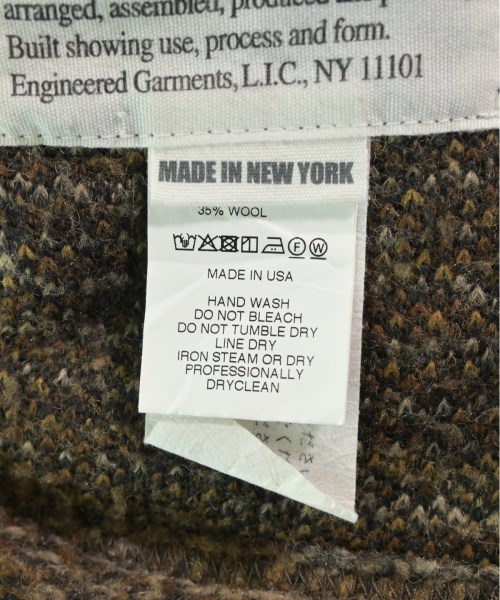 arranged, assembled, produced
Built showing use, process and form.
Engineered Garments, L.I.C., NY 11101
MADE IN NEW YORK
35% WOOL
F W
MADE IN USA
HAND WASH
DO NOT BLEACH
DO NOT TUMBLE DRY
LINE DRY
IRON STEAM OR DRY
PROFESSIONALLY
DRYCLEAN